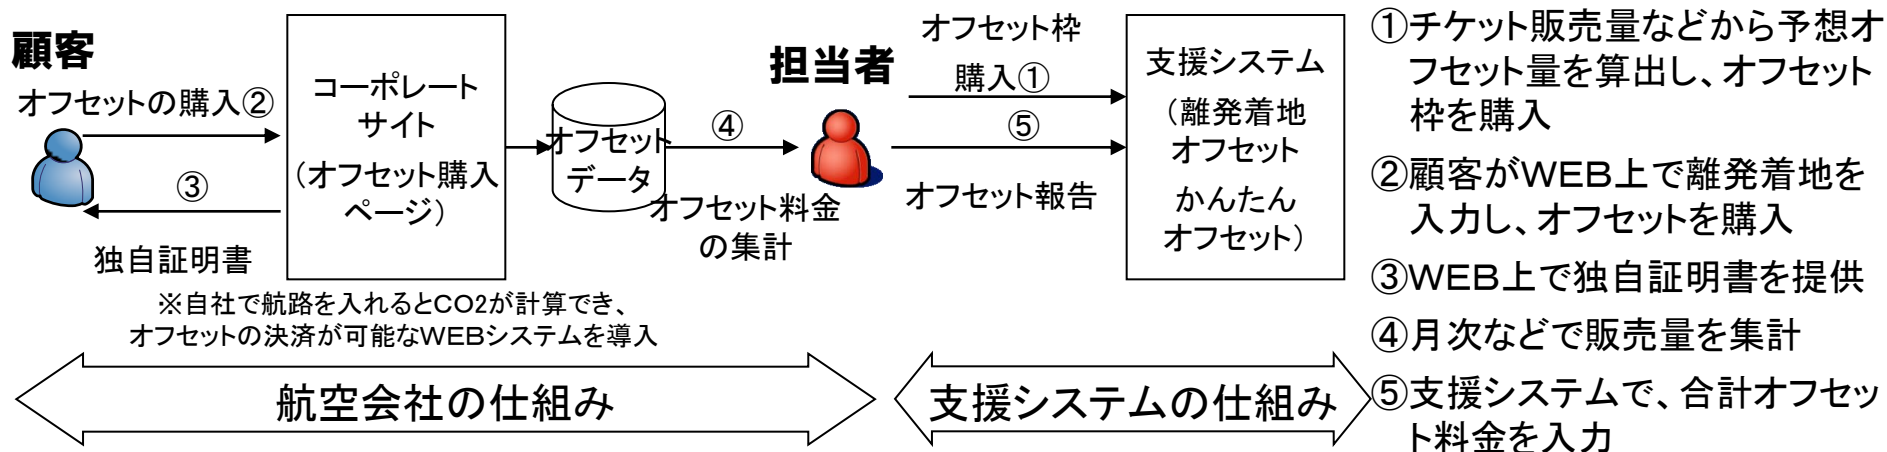 顧客
オフセットの購入②
③
独自証明書
コーポレート
サイト
(オフセット購入
ページ)
オフセット
データ
④
オフセット料金
の集計
担当者
オフセット枠
購入①
⑤
オフセット報告
支援システム
(離発着地
オフセット
かんたん
オフセット)
※自社で航路を入れるとCO2が計算でき、
オフセットの決済が可能なWEBシステムを導入
航空会社の仕組み
支援システムの仕組み
①チケット販売量などから予想オ
フセット量を算出し、オフセット
枠を購入
②顧客がWEB上で離発着地を
入力し、オフセットを購入
③WEB上で独自証明書を提供
④月次などで販売量を集計
⑤支援システムで、合計オフセッ
ト料金を入力